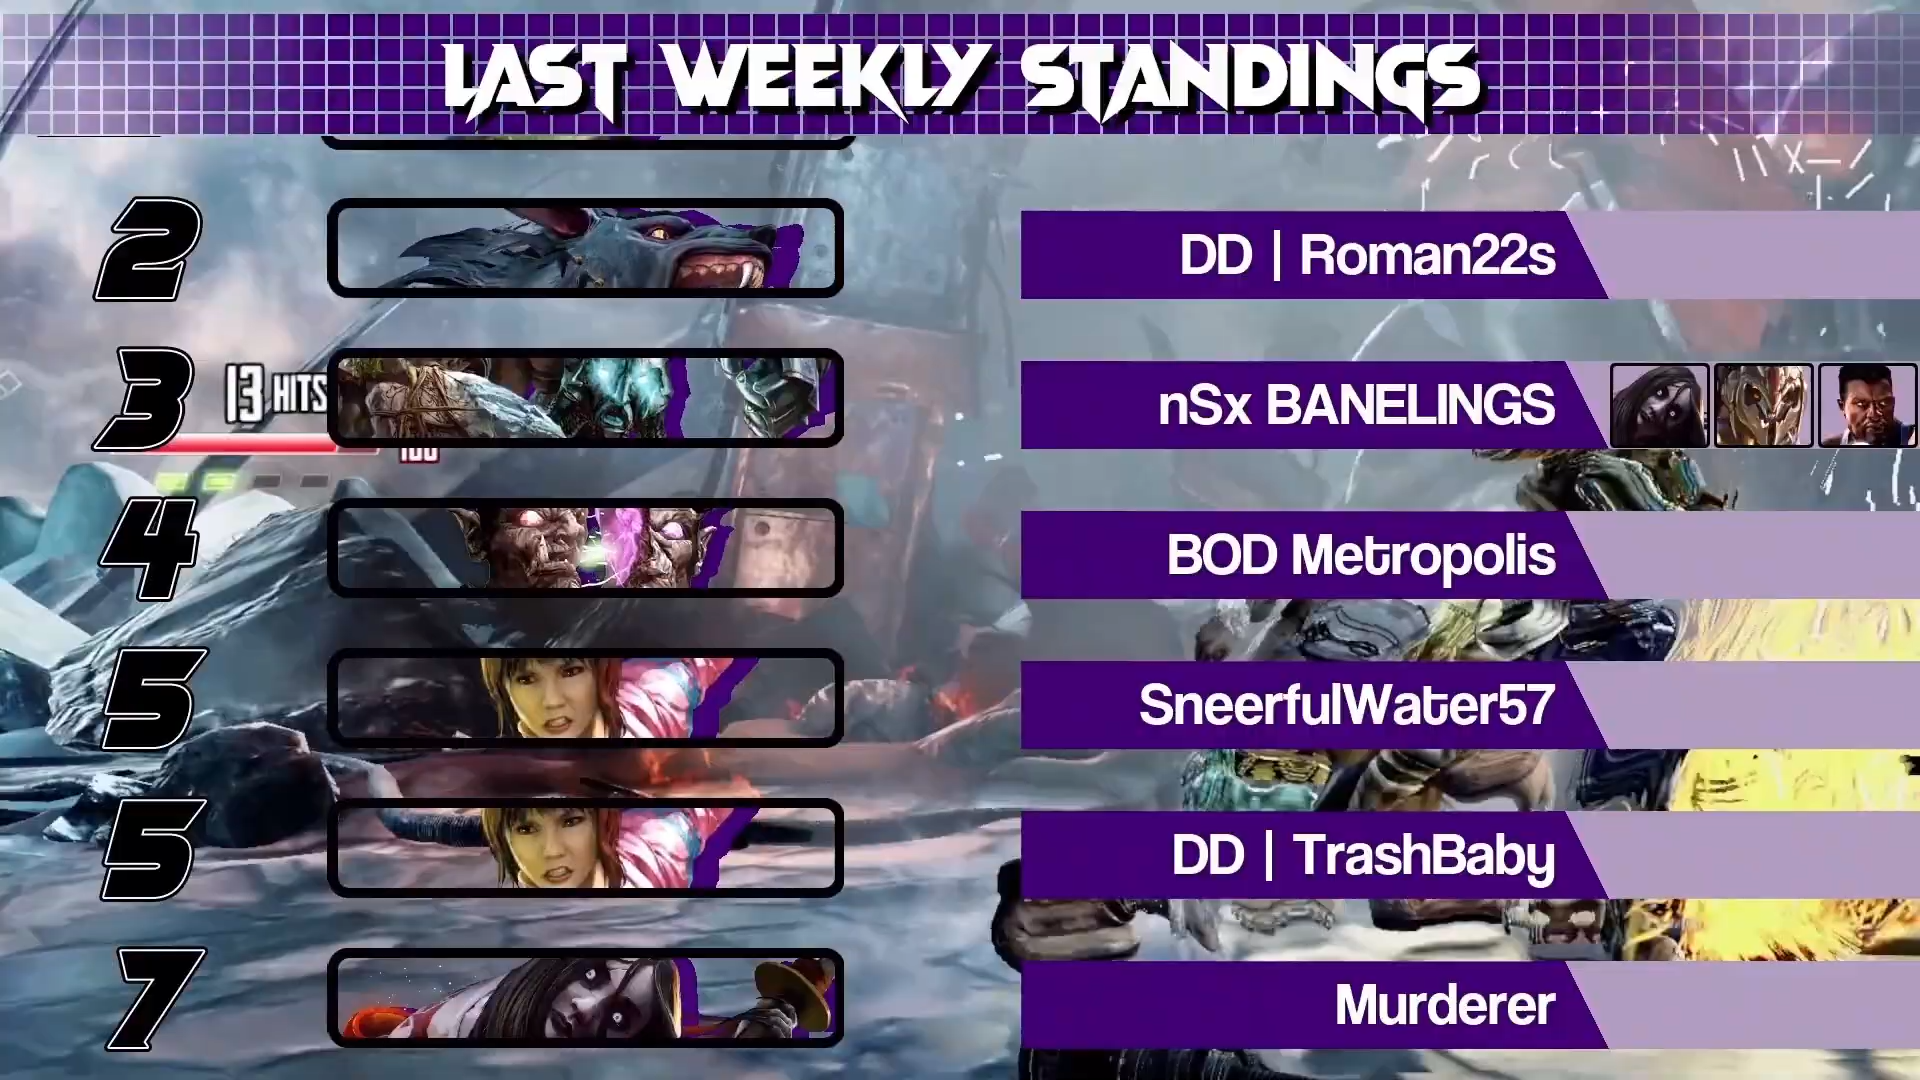 LAST WEEKLY STANDINGS
2
DD | Roman22s
3
13 HITS
nSx BANELINGS
4
BOD Metropolis
5
SneerfulWater57
5
DD | TrashBaby
7
Murderer